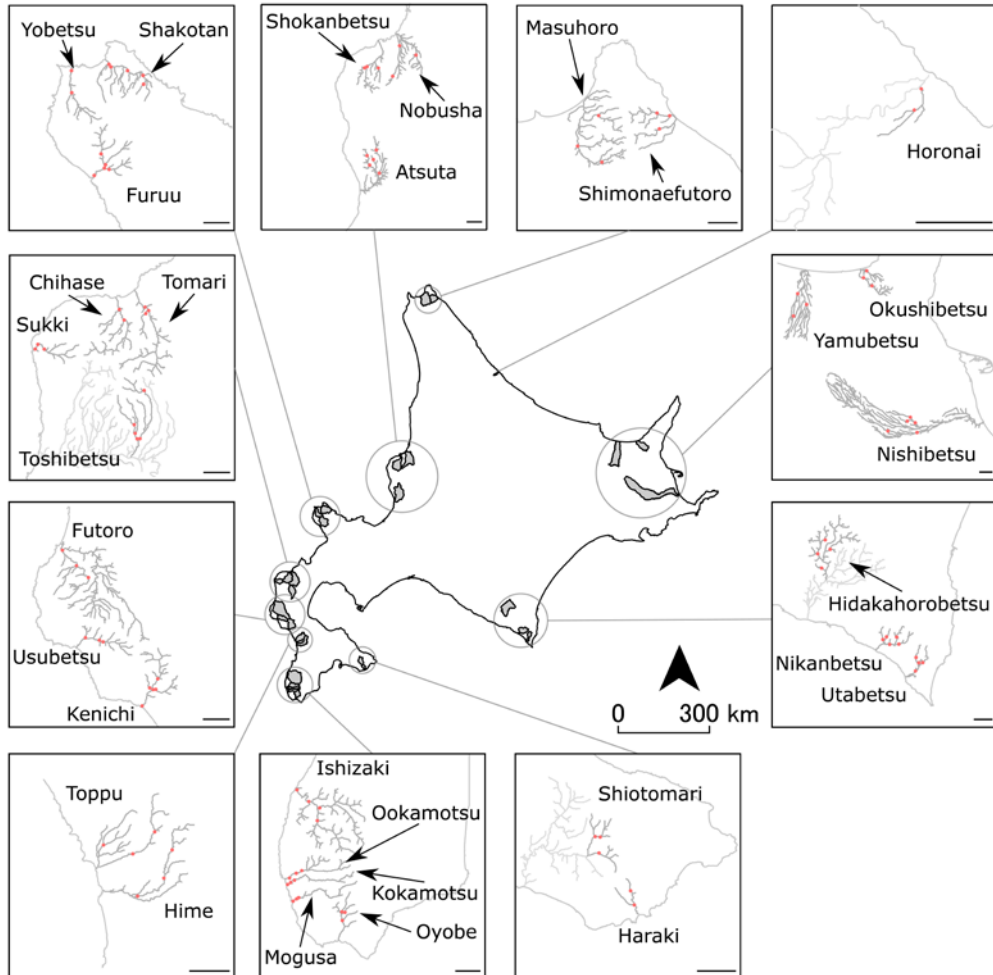 Yobetsu
Shakotan
Furuu
Shokanbetsu
Nobusha
Atsuta
Masuhoro
Shimonaefutoro
Horonai
Chihase
Tomari
Sukki
Toshibetsu
Okushibetsu
Yamubetsu
Nishibetsu
Futoro
Usubetsu
Kenichi
Hidakahorobetsu
Nikanbetsu
Utabetsu
0 300 km
Toppu
Hime
Ishizaki
Ookamotsu
Kokamotsu
Oyobe
Mogusa
Shiotomari
Haraki